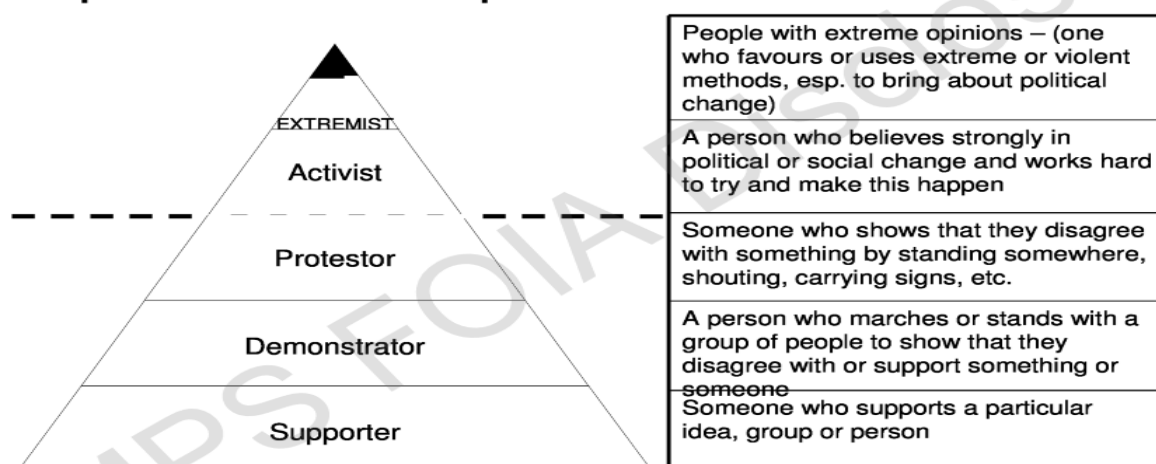 EXTREMIST
Activist
Protestor
Demonstrator
Supporter
People with extreme opinions – (one
who favours or uses extreme or violent
methods, esp. to bring about political
change)
A person who believes strongly in
political or social change and works hard
to try and make this happen
Someone who shows that they disagree
with something by standing somewhere,
shouting, carrying signs, etc.
A person who marches or stands with a
group of people to show that they
disagree with or support something or
someone
Someone who supports a particular
idea, group or person
MPS FOIA Disclos